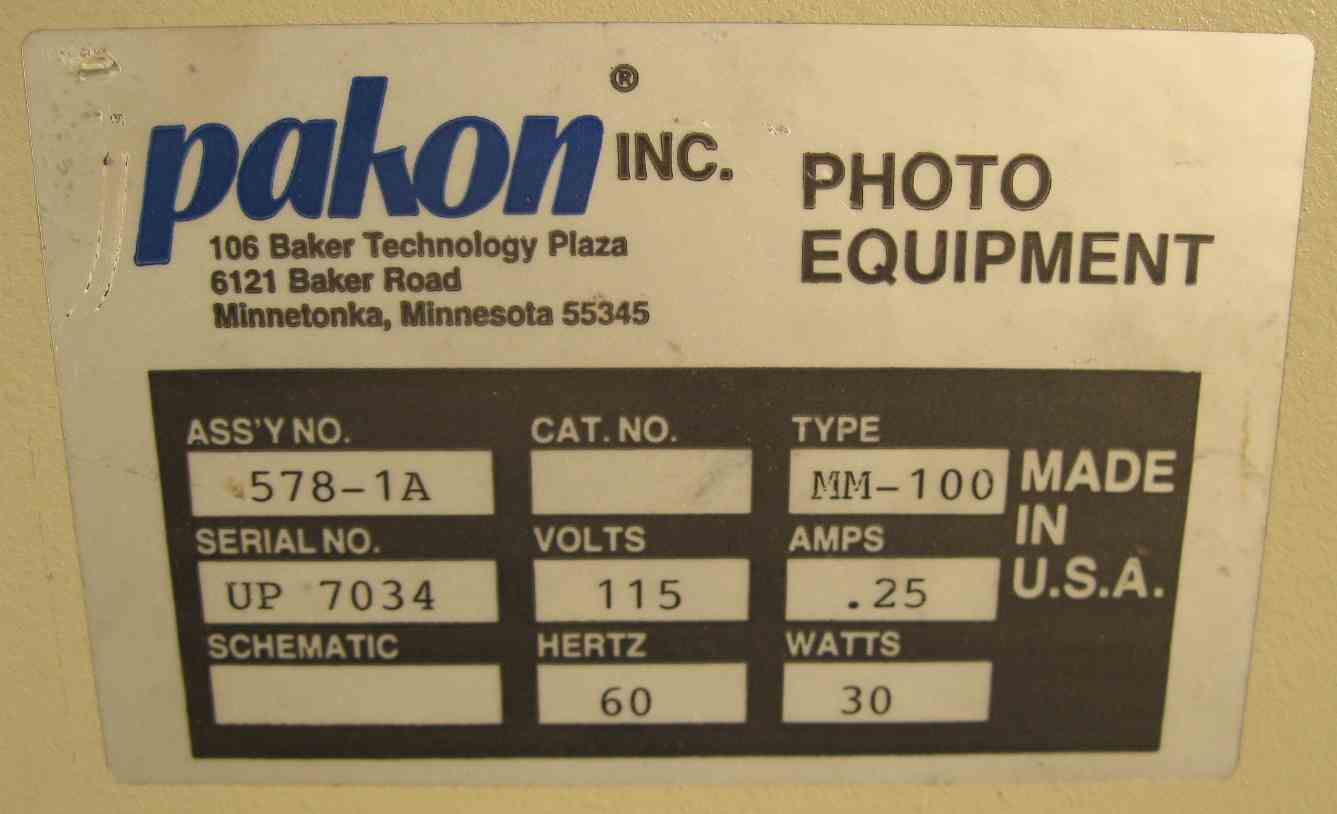 pakon® INC.
106 Baker Technology Plaza
6121 Baker Road
Minnetonka, Minnesota 55345
PHOTO
EQUIPMENT
ASS'Y NO. CAT. NO. TYPE
578-1A MM-100
SERIAL NO. VOLTS AMPS
UP 7034 115 .25
SCHEMATIC HERTZ WATTS
60 30
MADE
IN
U.S.A.